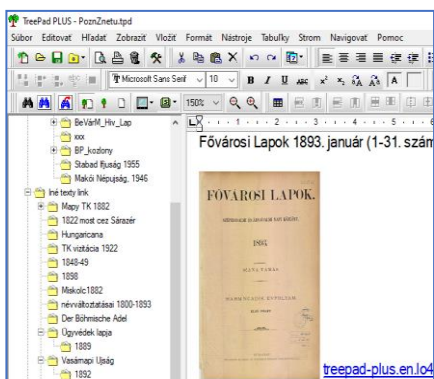 TreePad PLUS - PoznZnetu.tpd
Súbor Editovať Hľadať Zobraziť Vložiť Formát Nástroje Tabuľky Strom Navigovať Pomoc
Microsoft Sans Serif 10 B I U ABC x² x₂ A
150%
BeVárM_Hiv_Lap
xxx
BP_kozlony
Stabad Ifjuság 1955
Makói Népujság, 1946
Iné texty link
Mapy TK 1882
1822 most cez Sárazér
Hungaricana
TK vizitácia 1922
1848-49
1898
Miskolc1882
névváltoztatásai 1800-1893
Der Böhmische Adel
Ügyvédek lapja
1889
Vasárnapi Ujság
1892
Fővárosi Lapok 1893. január (1-31. szám
FŐVÁROSI LAPOK.
1893.
treepad-plus.en.lo4